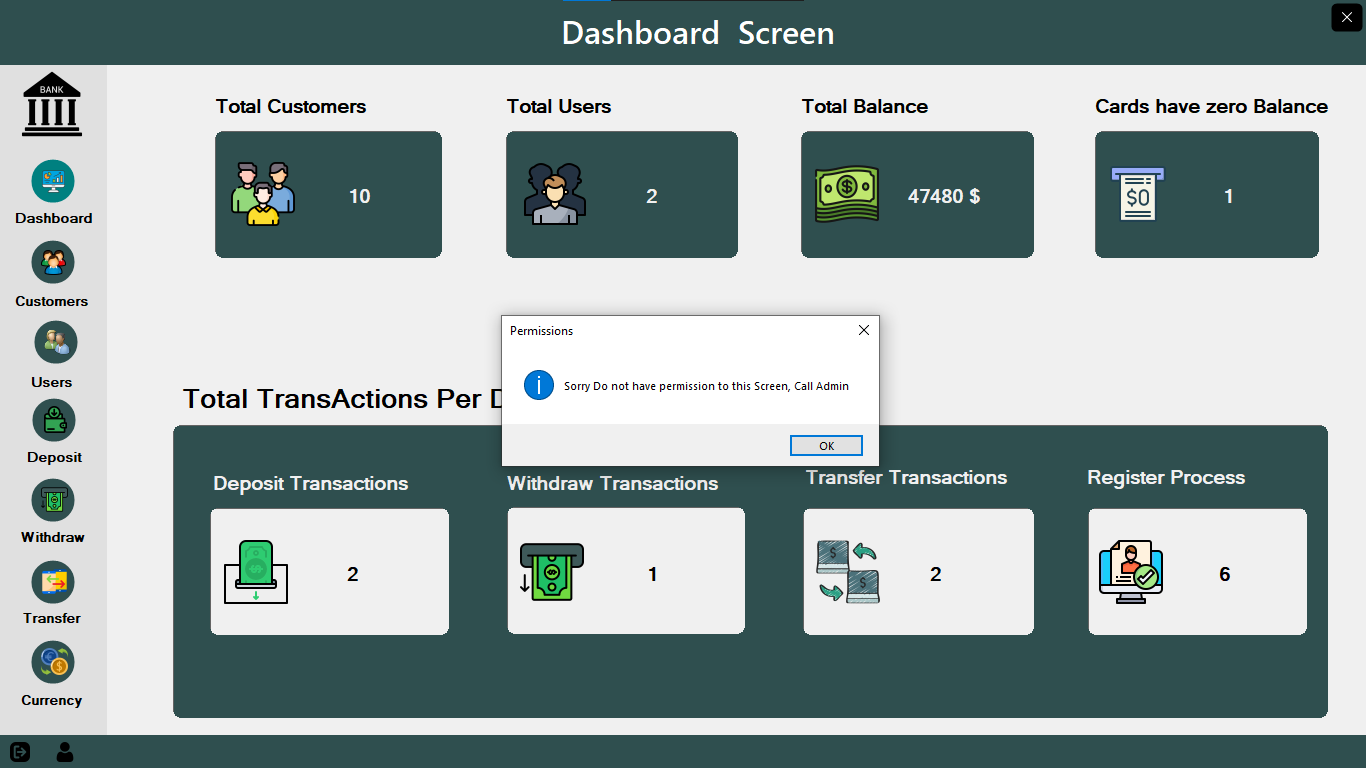 Dashboard Screen
BANK
Dashboard
Customers
Users
Deposit
Withdraw
Transfer
Currency
Total Customers
10
Total Users
2
Total Balance
47480 $
Cards have zero Balance
$0
1
Permissions
Sorry Do not have permission to this Screen, Call Admin
OK
Total TransActions Per D
Deposit Transactions
2
Withdraw Transactions
1
Transfer Transactions
$
$
2
Register Process
6